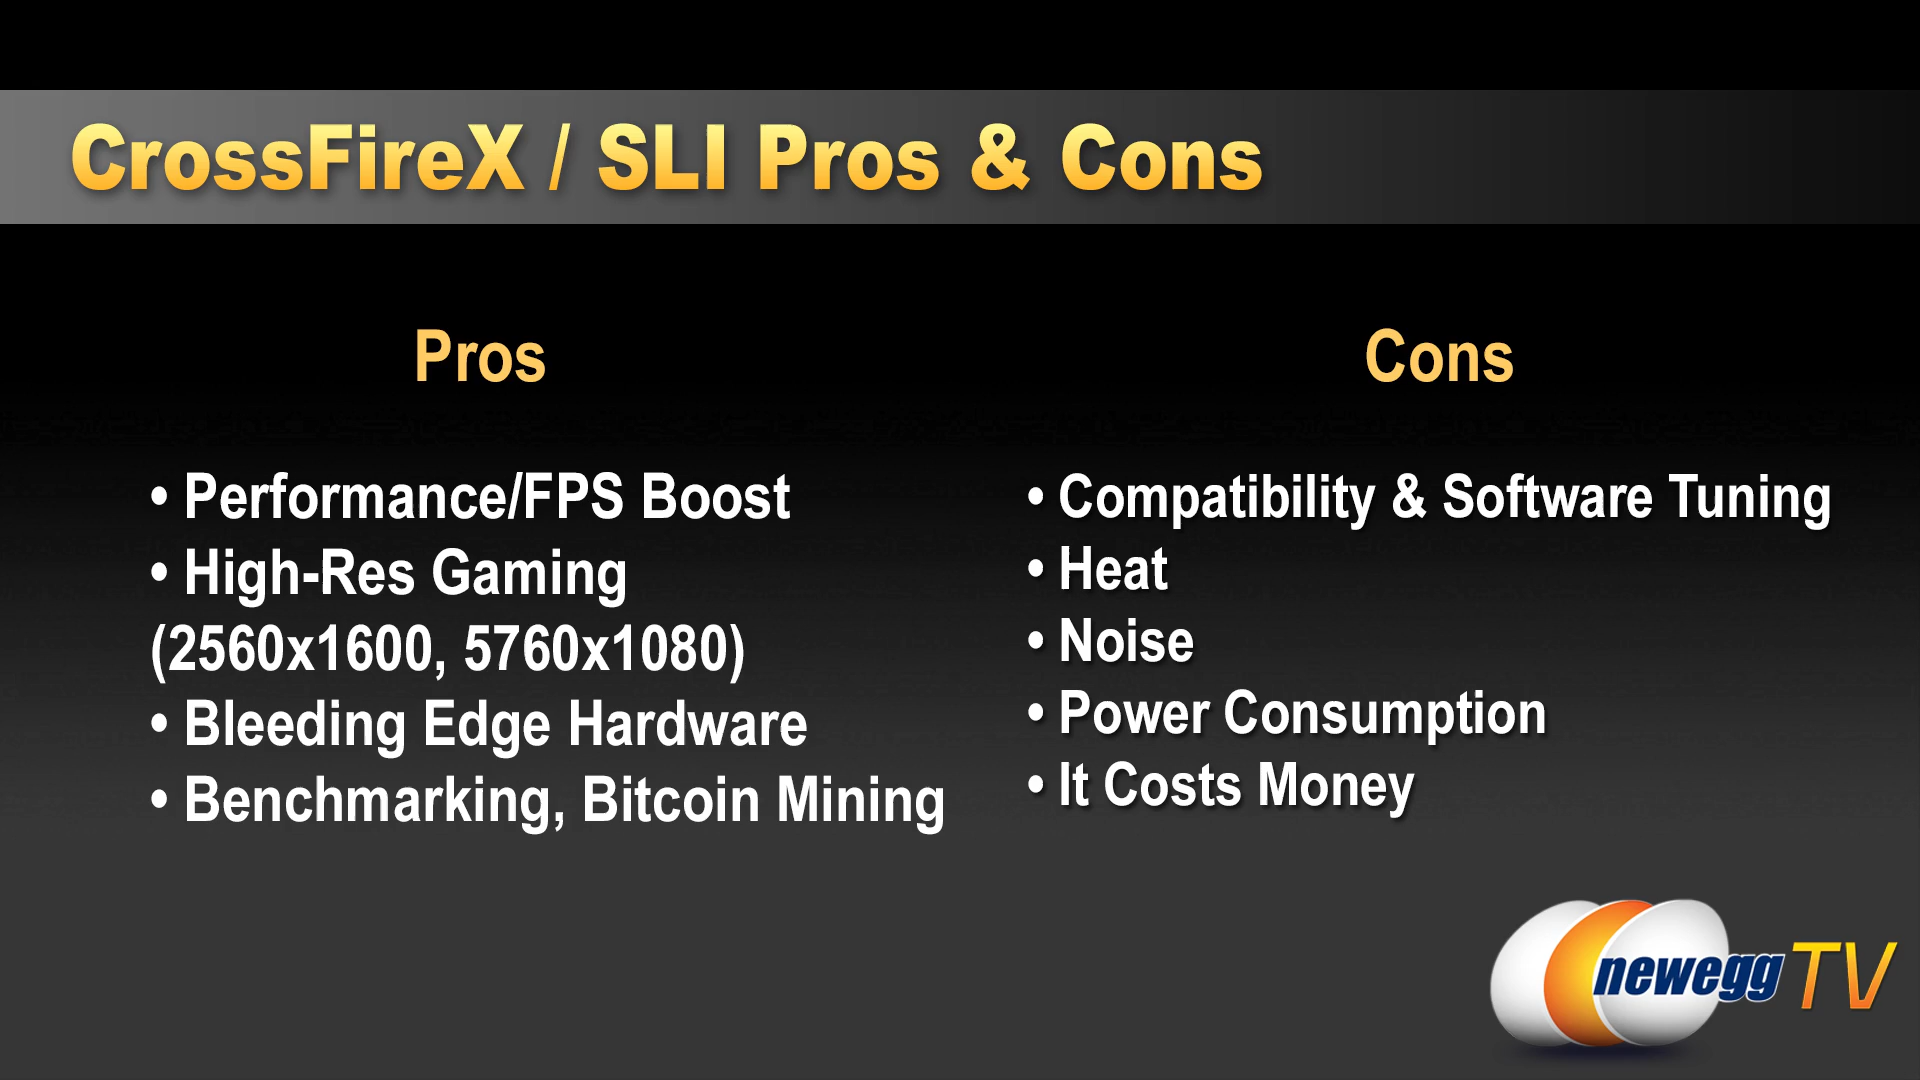 CrossFireX / SLI Pros & Cons
Pros
• Performance/FPS Boost
• High-Res Gaming
(2560x1600, 5760x1080)
• Bleeding Edge Hardware
• Benchmarking, Bitcoin Mining
Cons
• Compatibility & Software Tuning
• Heat
• Noise
• Power Consumption
• It Costs Money
newegg TV